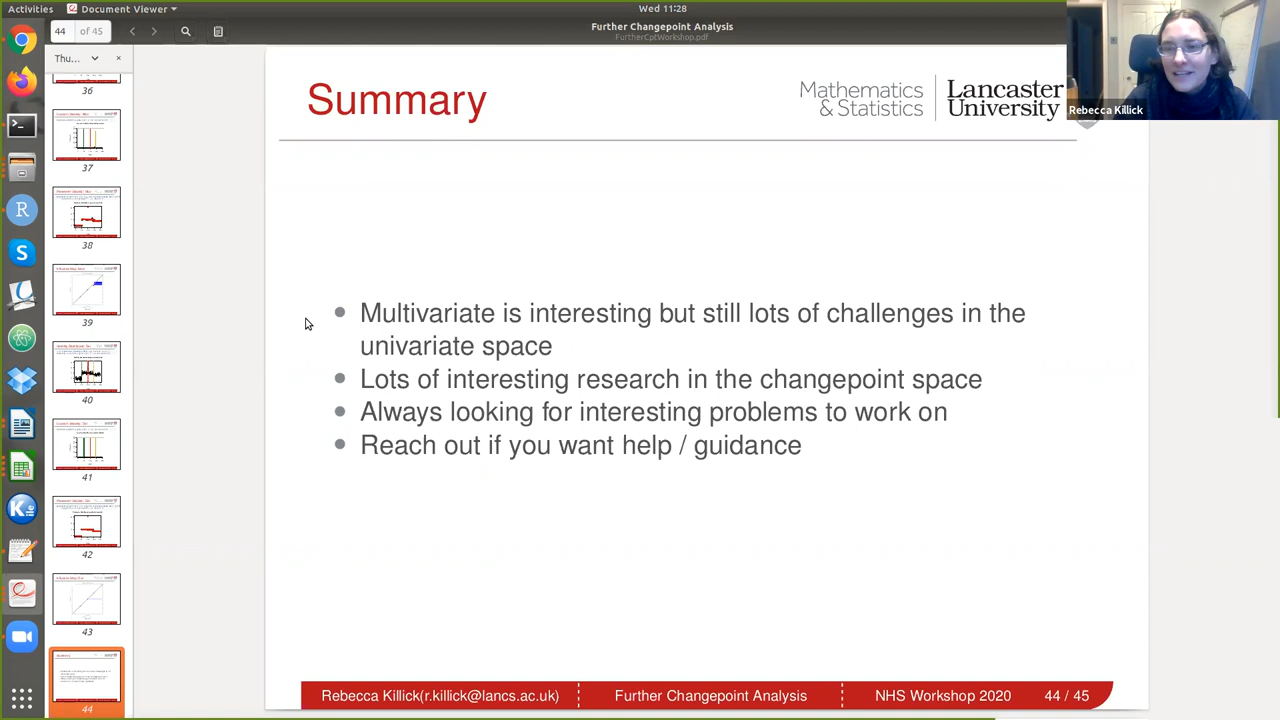 Activities
Document Viewer
Wed 11:28
44
of 45
Further Changepoint Analysis
FurtherCptWorkshop.pdf
Thu...
36
37
38
39
40
41
42
43
44
Summary
Mathematics
& Statistics
Lancaster
University
Rebecca Killick
Multivariate is interesting but still lots of challenges in the
univariate space
Lots of interesting research in the changepoint space
Always looking for interesting problems to work on
Reach out if you want help / guidance
Rebecca Killick(r.killick@lancs.ac.uk)
Further Changepoint Analysis
NHS Workshop 2020
44 / 45